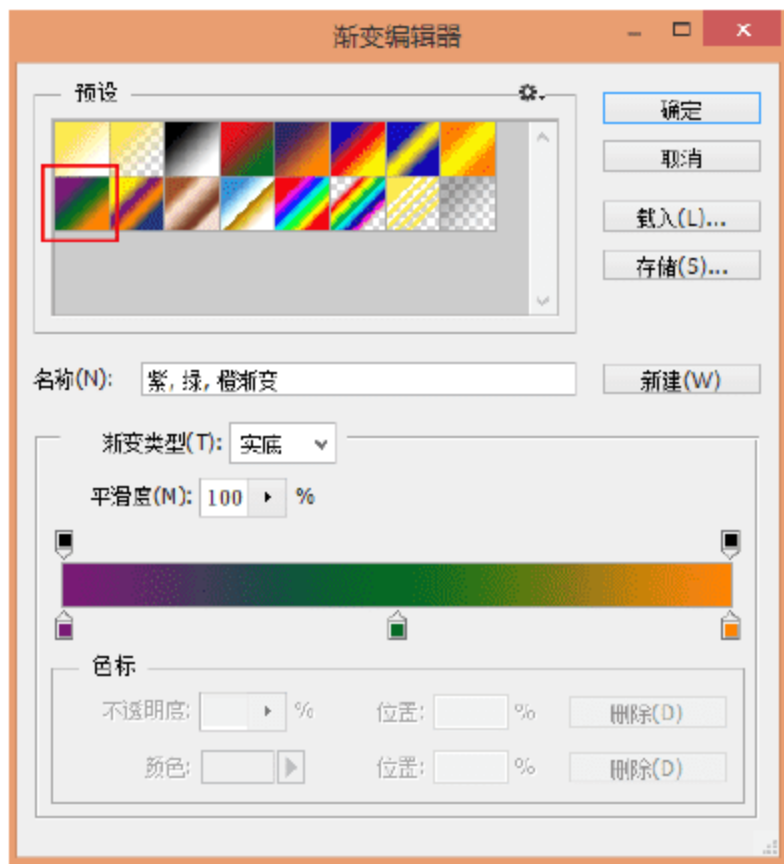 渐变编辑器
预设
确定
取消
载入(L)...
存储(S)...
名称(N): 紫, 绿, 橙渐变 新建(W)
渐变类型(T): 实底
平滑度(M): 100 %
色标
不透明度: % 位置: % 删除(D)
颜色: 位置: % 删除(D)